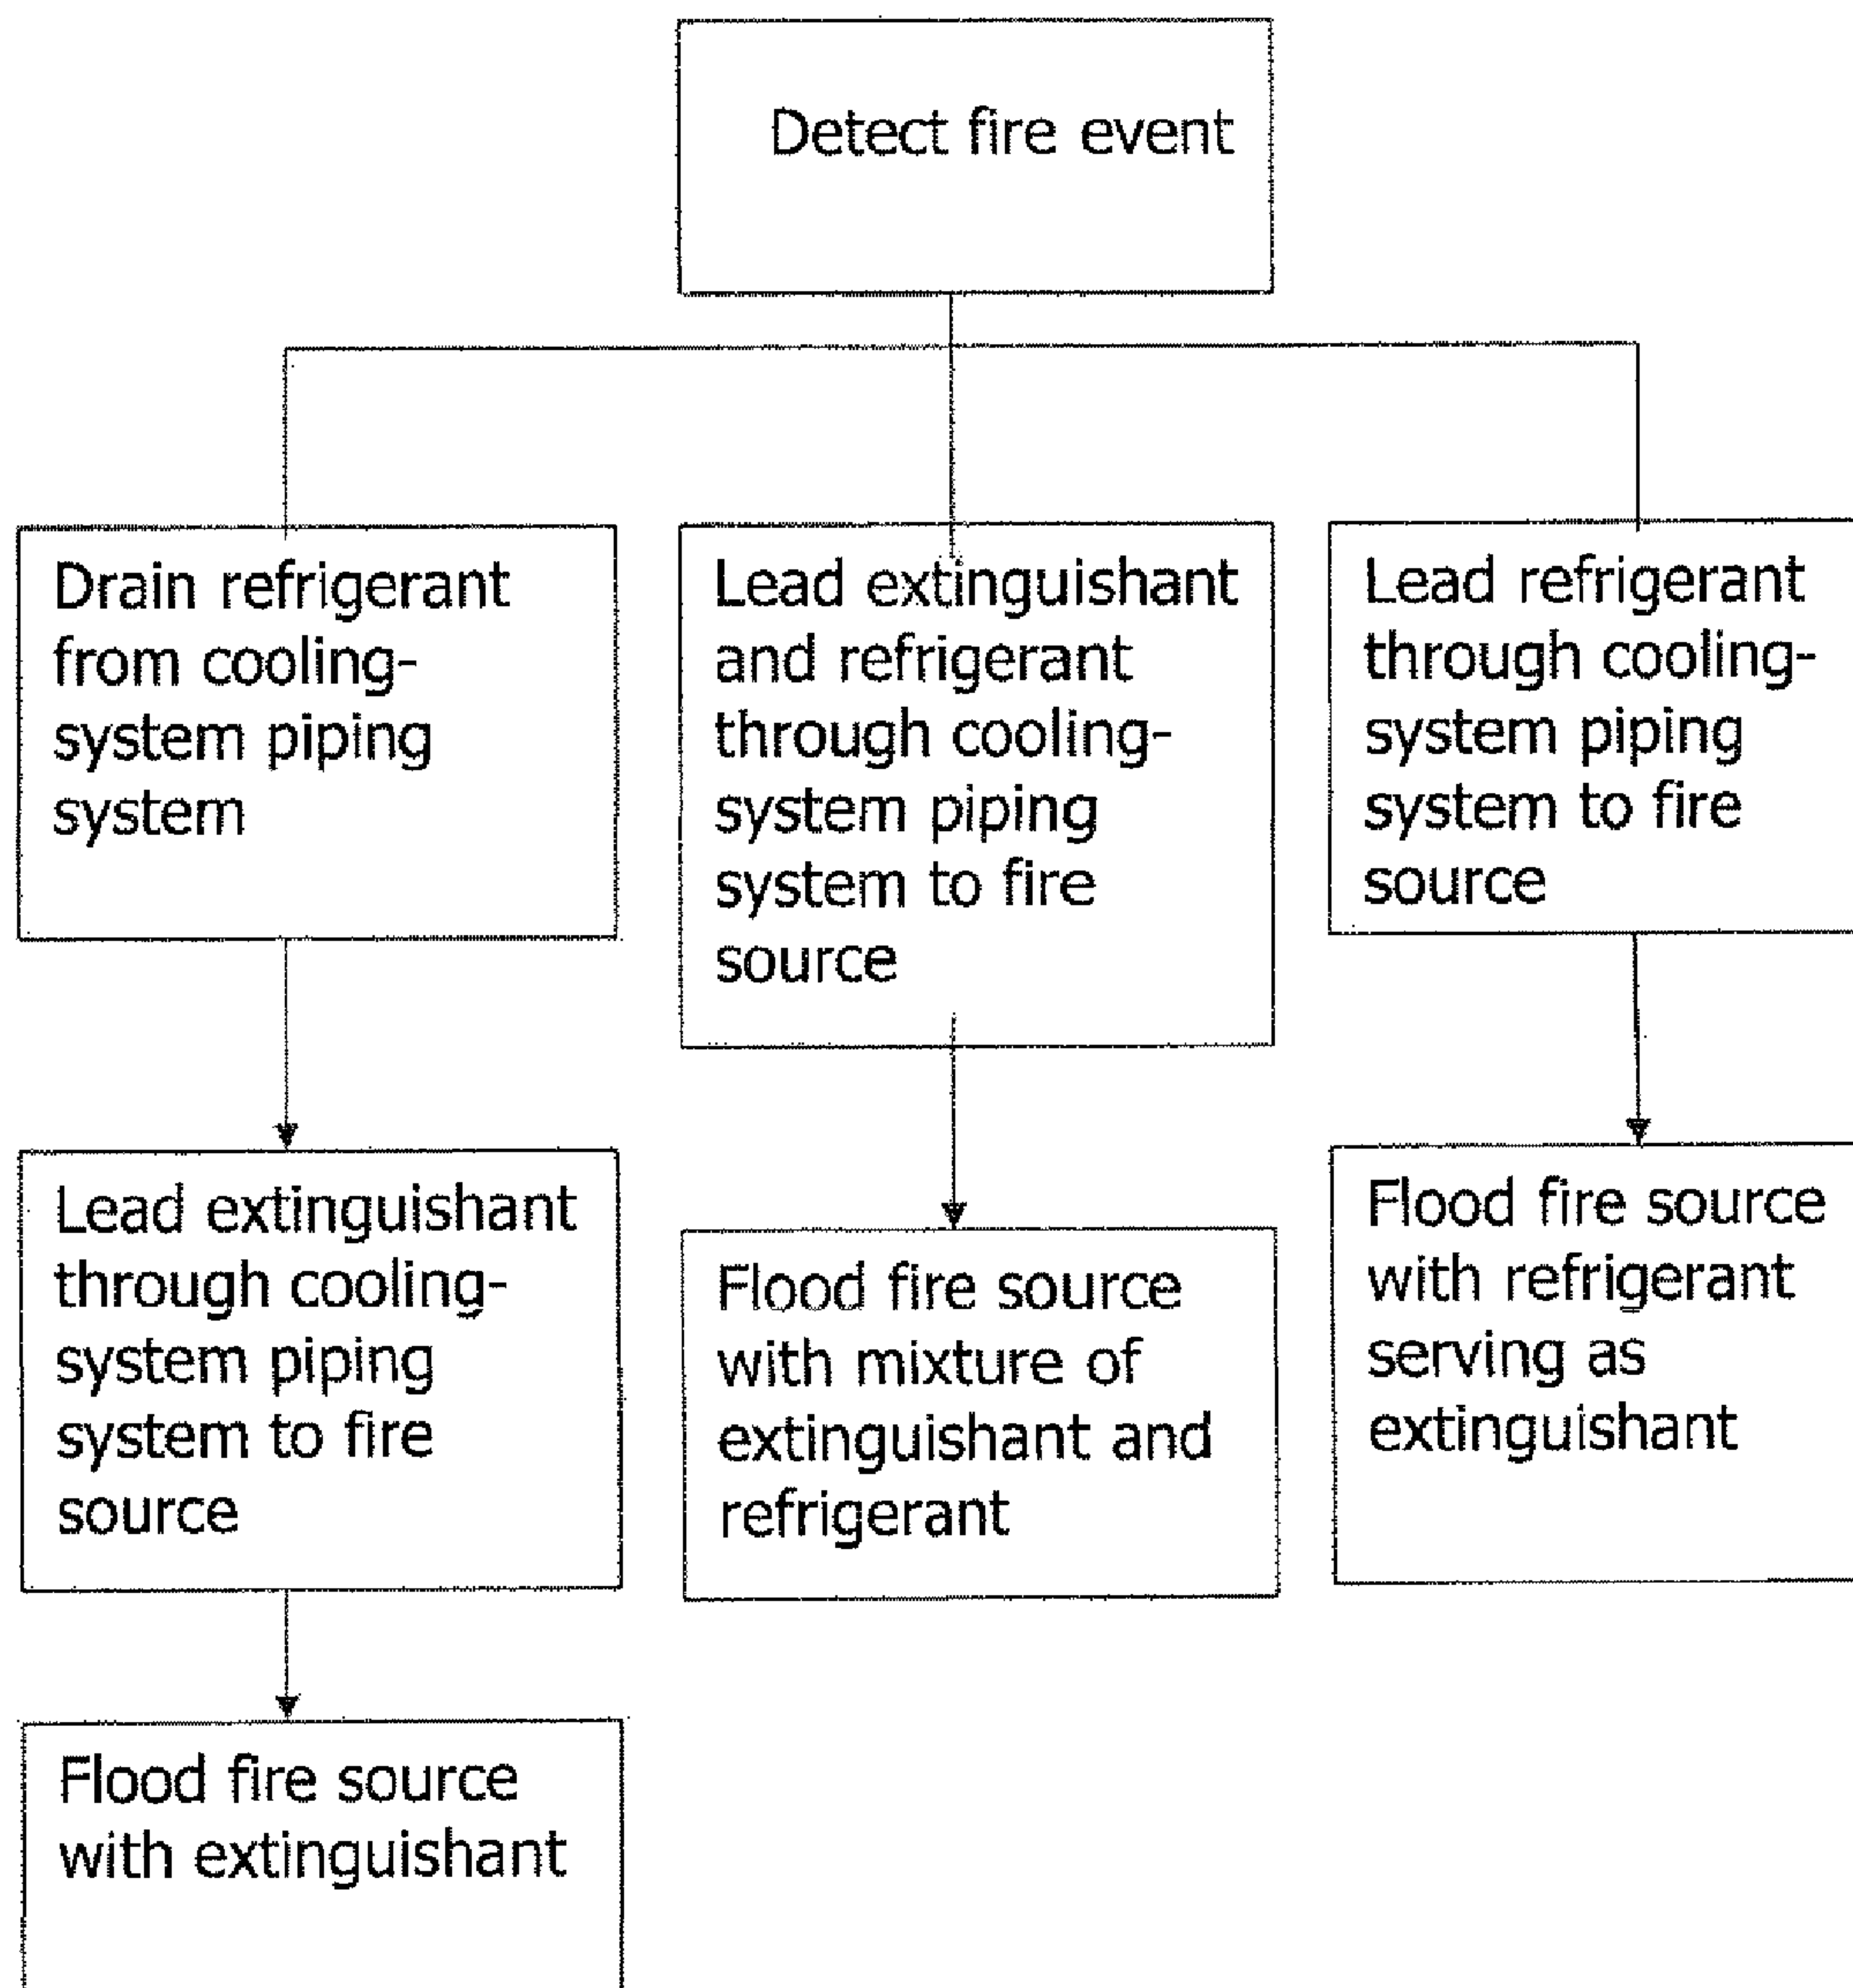 Detect fire event
Drain refrigerant
from cooling-
system piping
system
Lead extinguishant
and refrigerant
through cooling-
system piping
system to fire
source
Lead refrigerant
through cooling-
system piping
system to fire
source
Lead extinguishant
through cooling-
system piping
system to fire
source
Flood fire source
with mixture of
extinguishant and
refrigerant
Flood fire source
with refrigerant
serving as
extinguishant
Flood fire source
with extinguishant